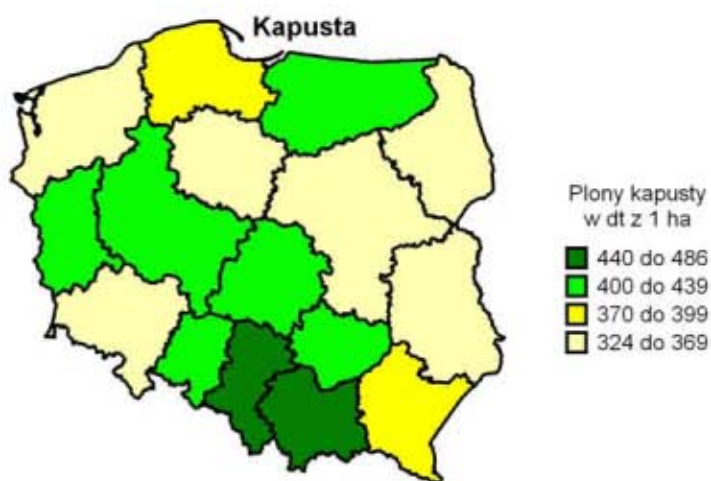 Kapusta
Plony kapusty
w dt z 1 ha
440 do 486
400 do 439
370 do 399
324 do 369